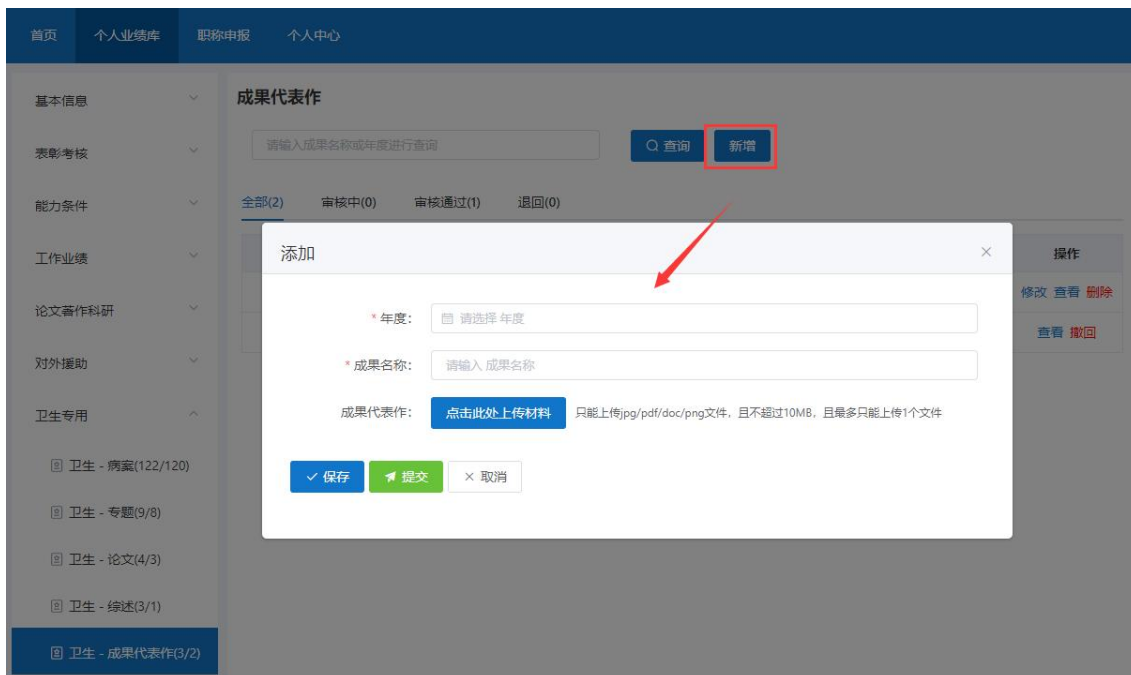 首页 个人业绩库 职称申报 个人中心
基本信息
表彰考核
能力条件
工作业绩
论文著作科研
对外援助
卫生专用
卫生 - 病案(122/120)
卫生 - 专题(9/8)
卫生 - 论文(4/3)
卫生 - 综述(3/1)
卫生 - 成果代表作(3/2)
成果代表作
请输入成果名称或年度进行查询 查询 新增
全部(2) 审核中(0) 审核通过(1) 退回(0)
操作
修改 查看 删除
查看 撤回
添加
* 年度: 请选择 年度
* 成果名称: 请输入 成果名称
成果代表作: 点击此处上传材料 只能上传jpg/pdf/doc/png文件，且不超过10MB，且最多只能上传1个文件
保存 提交 取消